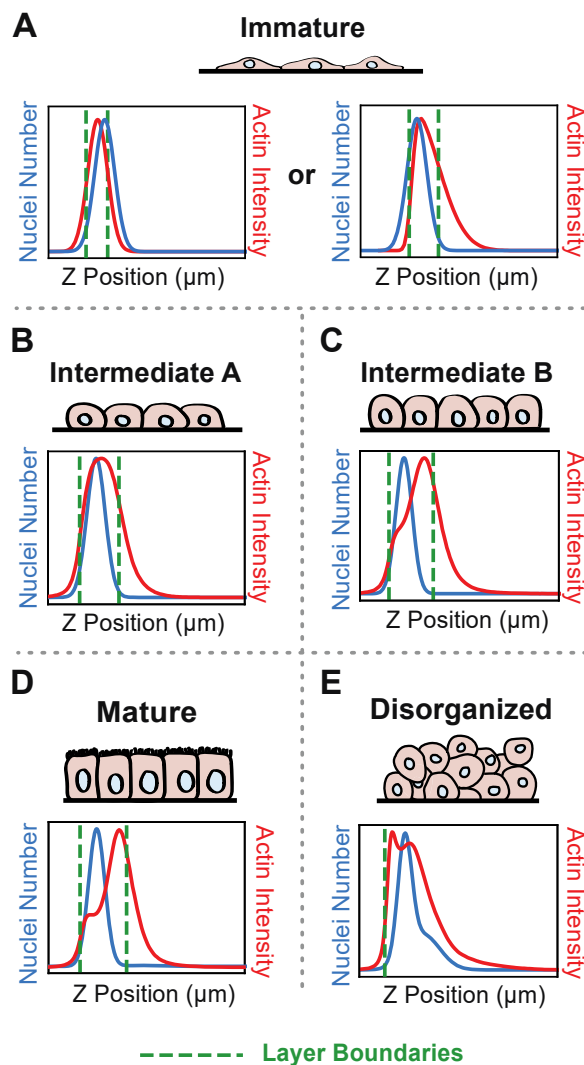 A
Immature
Nuclei Number
Actin Intensity
Z Position (µm)
or
Nuclei Number
Actin Intensity
Z Position (µm)
B
Intermediate A
Nuclei Number
Actin Intensity
Z Position (µm)
C
Intermediate B
Nuclei Number
Actin Intensity
Z Position (µm)
D
Mature
Nuclei Number
Actin Intensity
Z Position (µm)
E
Disorganized
Nuclei Number
Actin Intensity
Z Position (µm)
Layer Boundaries